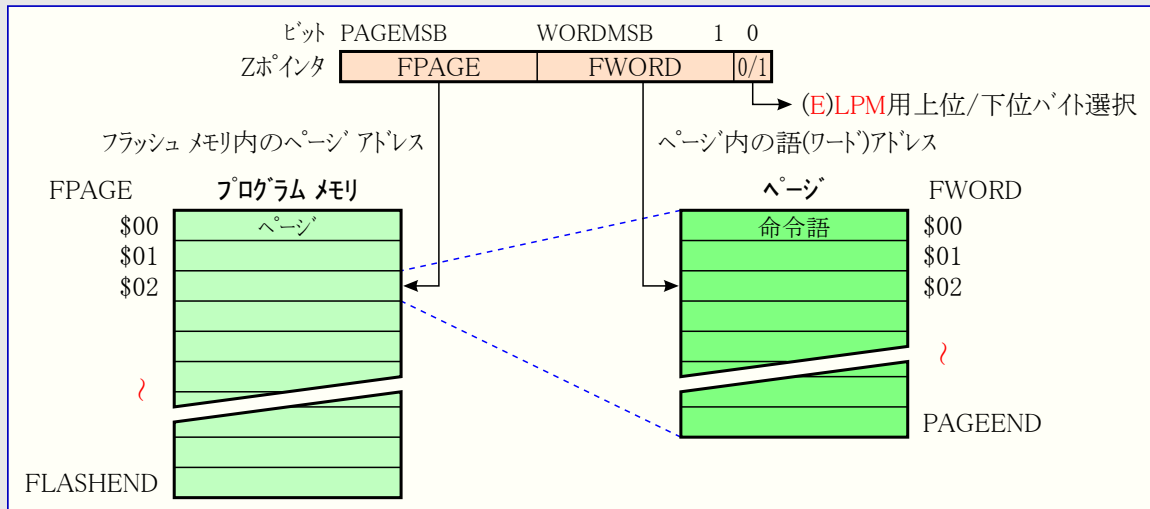 ﾋﾞｯﾄ PAGEMSB WORDMSB 1 0
Zﾎﾟｲﾝﾀ FPAGE FWORD 0/1
(E)LPM用上位/下位ﾊﾞｲﾄ選択
フラッシュ メモリ内のページ アドレス ページ内の語(ワード)アドレス
FPAGE プログラム メモリ ページ FWORD
$00 ページ 命令語 $00
$01 $01
$02 $02
~ ~
PAGEEND
FLASHEND